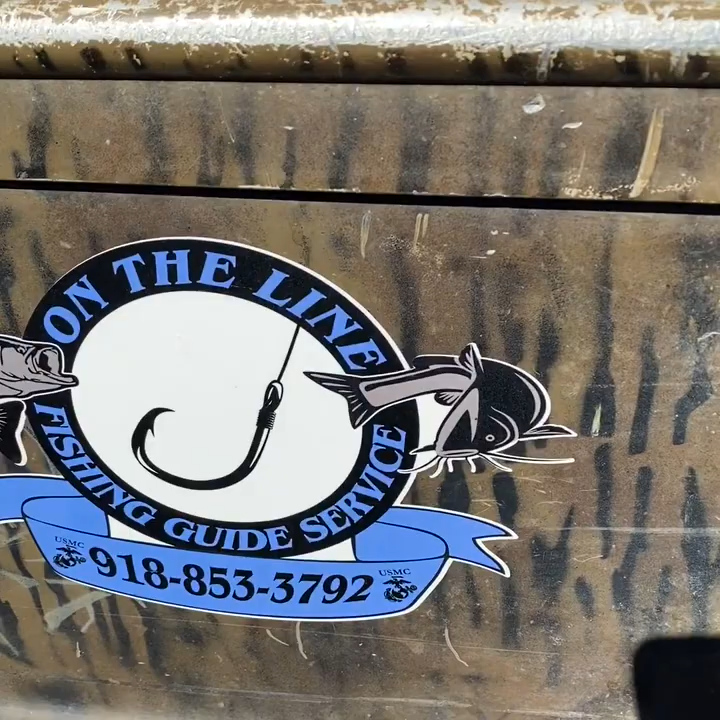 ON THE LINE
FISHING GUIDE SERVICE
USMC
918-853-3792
USMC